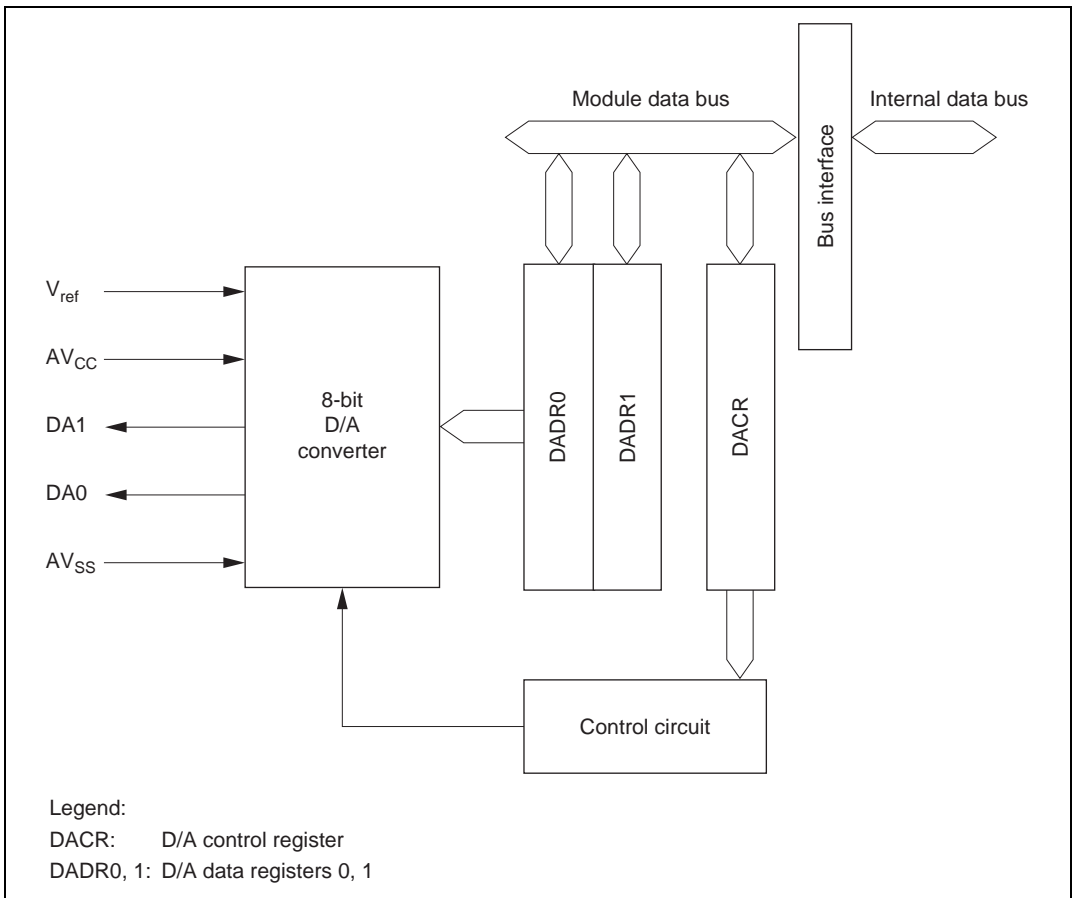 Module data bus
Internal data bus
Bus interface
Vref
AVCC
DA1
DA0
AVSS
8-bit
D/A
converter
DADR0
DADR1
DACR
Control circuit
Legend:
DACR: D/A control register
DADR0, 1: D/A data registers 0, 1